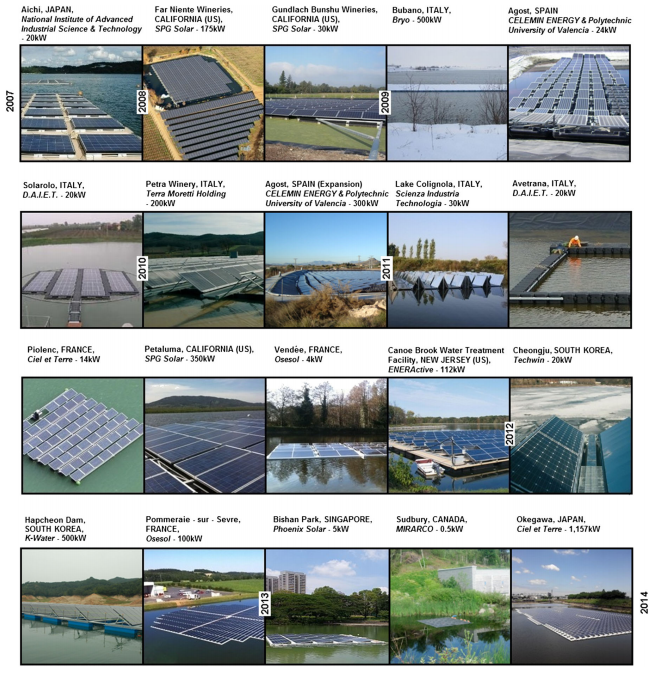 Aichi, JAPAN,
National Institute of Advanced
Industrial Science & Technology
- 20kW
Far Niente Wineries,
CALIFORNIA (US),
SPG Solar - 175kW
Gundlach Bunshu Wineries,
CALIFORNIA (US),
SPG Solar - 30kW
Bubano, ITALY,
Bryo - 500kW
Agost, SPAIN
CELEMIN ENERGY & Polytechnic
University of Valencia - 24kW
2007
2008
2009
Solarolo, ITALY,
D.A.I.E.T. - 20kW
Petra Winery, ITALY,
Terra Moretti Holding
- 200kW
Agost, SPAIN (Expansion)
CELEMIN ENERGY & Polytechnic
University of Valencia - 300kW
Lake Colignola, ITALY,
Scienza Industria
Technologia - 30kW
Avetrana, ITALY,
D.A.I.E.T. - 20kW
2010
2011
Piolenc, FRANCE,
Ciel et Terre - 14kW
Petaluma, CALIFORNIA (US),
SPG Solar - 350kW
Vendèe, FRANCE,
Osesol - 4kW
Canoe Brook Water Treatment
Facility, NEW JERSEY (US),
ENERActive - 112kW
Cheongju, SOUTH KOREA,
Techwin - 20kW
2012
Hapcheon Dam,
SOUTH KOREA,
K-Water - 500kW
Pommeraie - sur - Sevre,
FRANCE,
Osesol - 100kW
Bishan Park, SINGAPORE,
Phoenix Solar - 5kW
Sudbury, CANADA,
MIRARCO - 0.5kW
Okegawa, JAPAN,
Ciel et Terre - 1,157kW
2013
2014